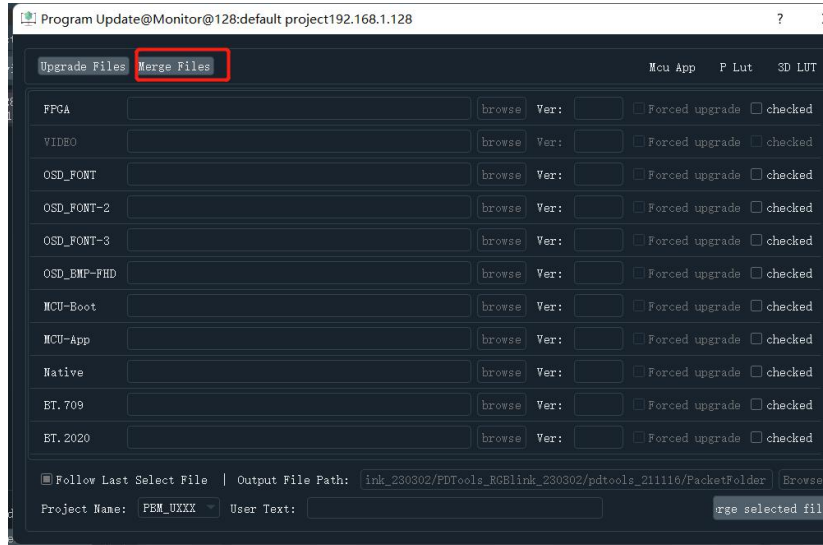 Program Update@Monitor@128:default project192.168.1.128 ?
Upgrade Files Merge Files Mcu App P Lut 3D LUT
FPGA browse Ver: Forced upgrade checked
VIDEO browse Ver: Forced upgrade checked
OSD_FONT browse Ver: Forced upgrade checked
OSD_FONT-2 browse Ver: Forced upgrade checked
OSD_FONT-3 browse Ver: Forced upgrade checked
OSD_BMP-FHD browse Ver: Forced upgrade checked
MCU-Boot browse Ver: Forced upgrade checked
MCU-App browse Ver: Forced upgrade checked
Native browse Ver: Forced upgrade checked
BT.709 browse Ver: Forced upgrade checked
BT.2020 browse Ver: Forced upgrade checked
Follow Last Select File | Output File Path: ink_230302/PDTools_RGBlink_230302/pdtools_211116/PacketFolder Browse
Project Name: PBM_UXXX User Text: rge selected fil